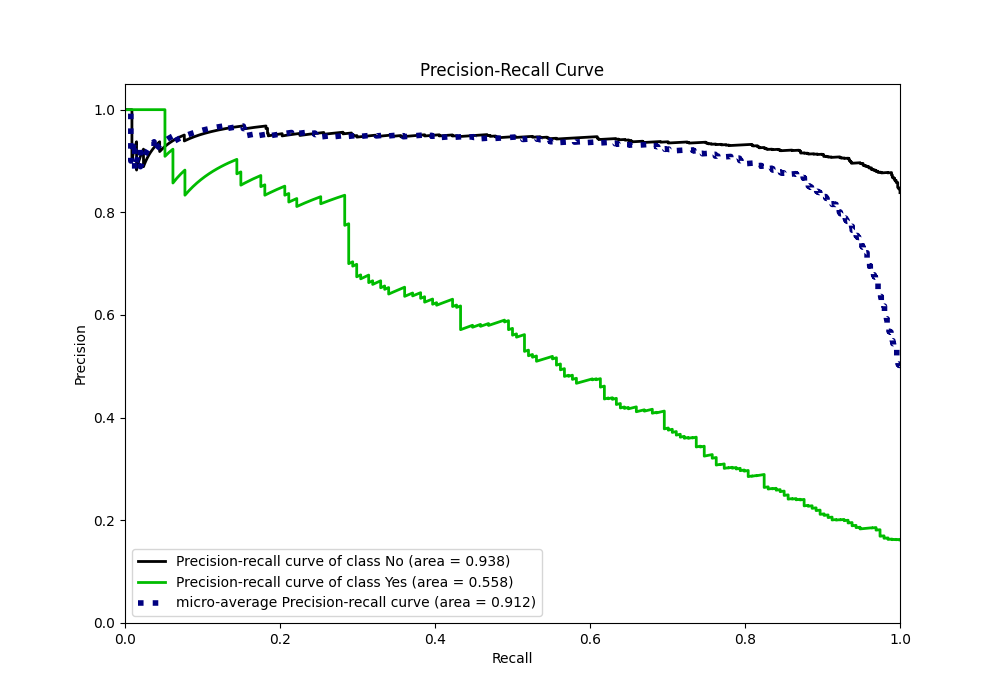 Precision-Recall Curve
1.0
0.8
0.6
0.4
0.2
0.0
Precision
Precision-recall curve of class No (area = 0.938)
Precision-recall curve of class Yes (area = 0.558)
micro-average Precision-recall curve (area = 0.912)
0.0 0.2 0.4 0.6 0.8 1.0
Recall